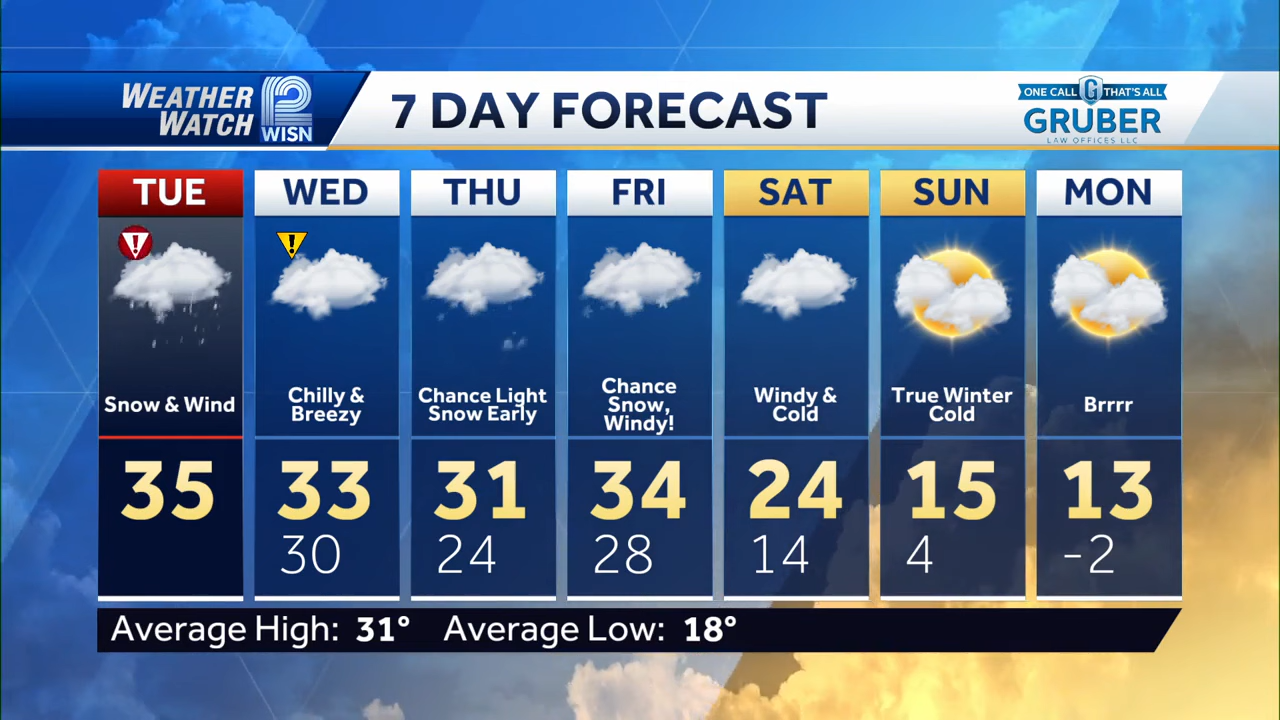 WEATHER
WATCH
12
WISN
7 DAY FORECAST
ONE CALL G THAT'S ALL
GRUBER
LAW OFFICES LLC
TUE WED THU FRI SAT SUN MON
! !
Snow & Wind
Chilly &
Breezy
Chance Light
Snow Early
Chance
Snow,
Windy!
Windy &
Cold
True Winter
Cold
Brrrr
35 33 31 34 24 15 13
30 24 28 14 4 -2
Average High: 31° Average Low: 18°